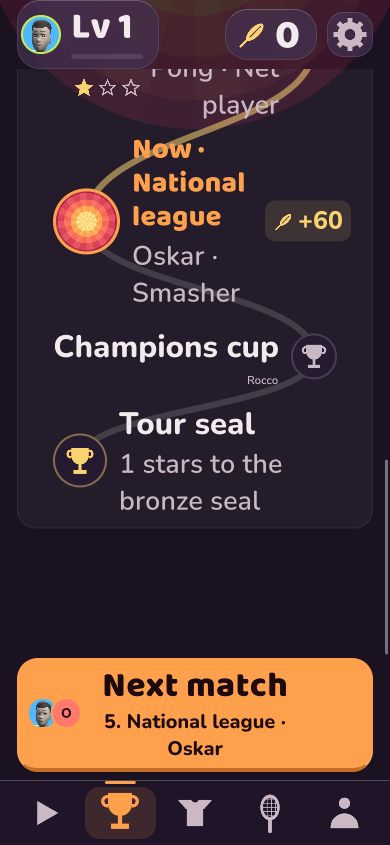 Lv 1
0
Pong · Net
player
Now ·
National
league
+60
Oskar ·
Smasher
Champions cup
Rocco
Tour seal
1 stars to the
bronze seal
Next match
O
5. National league ·
Oskar